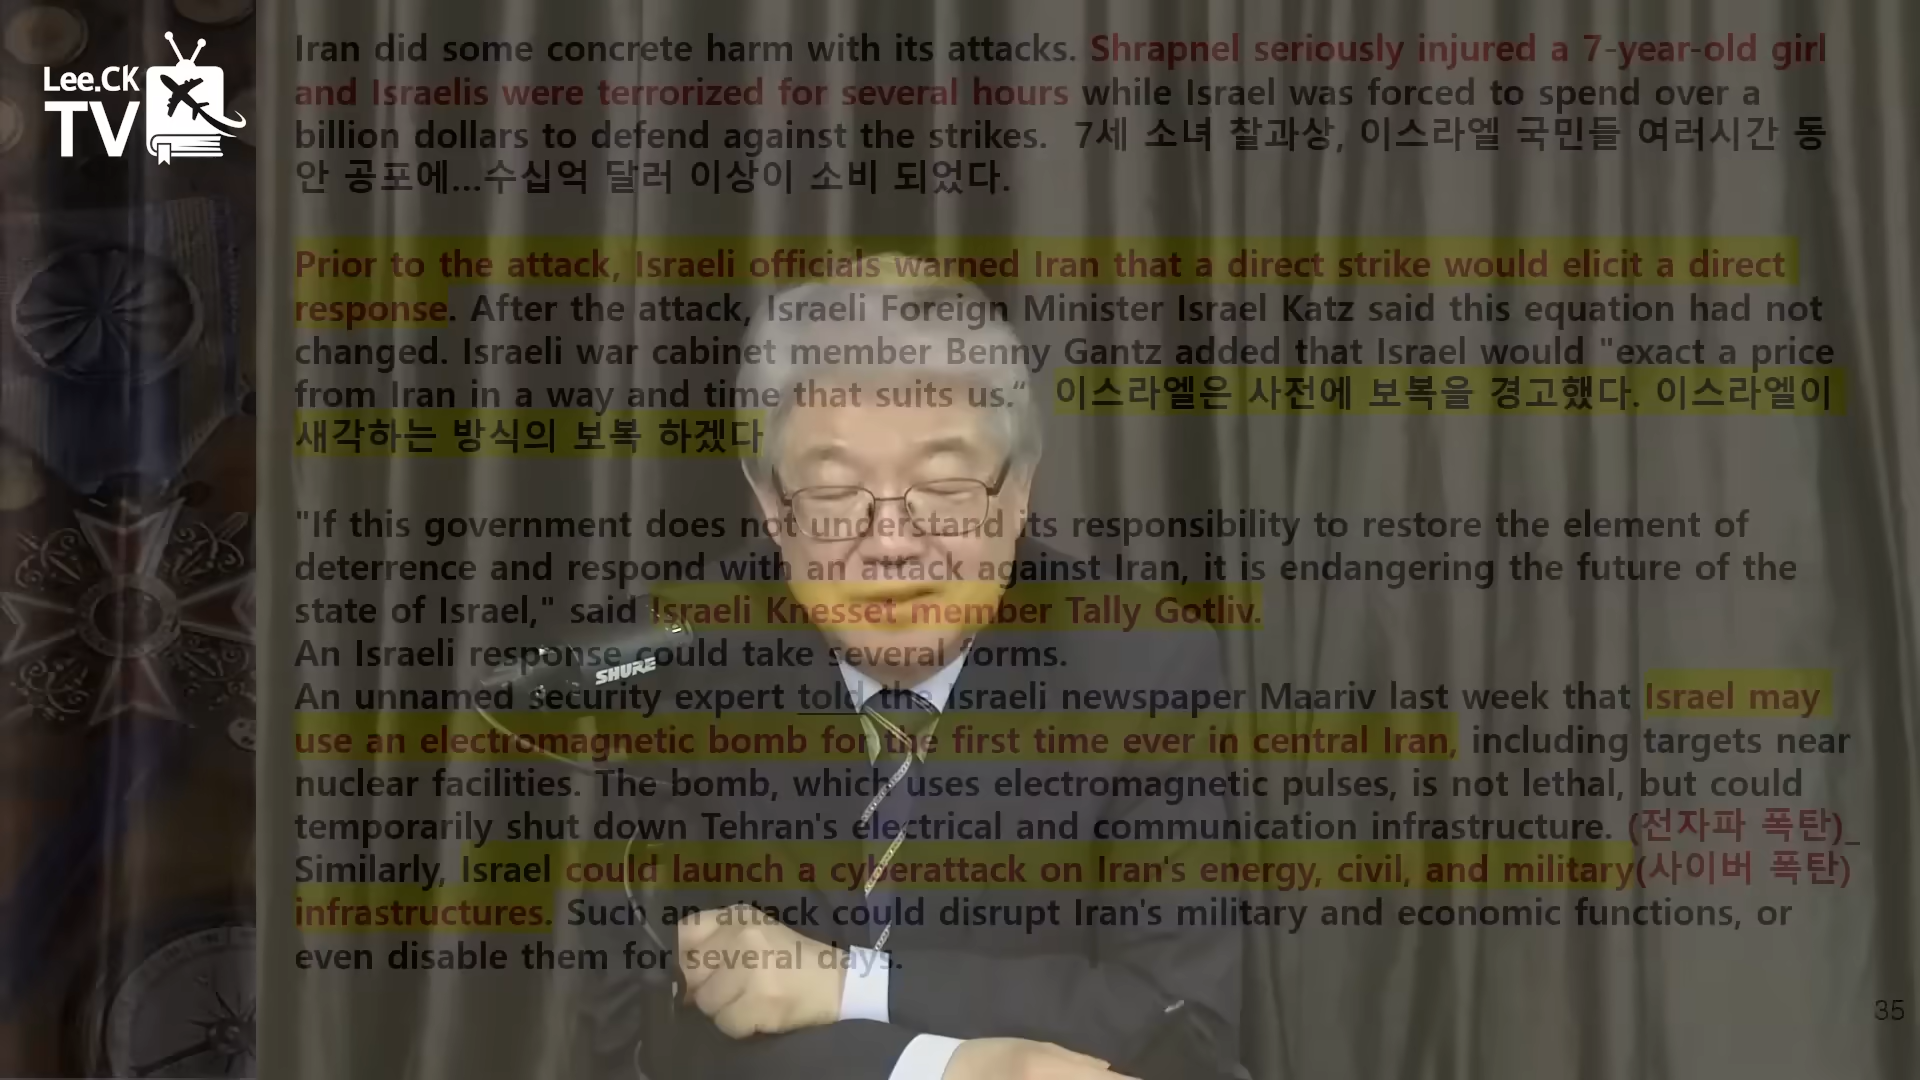 Lee.CK
TV
Iran did some concrete harm with its attacks. Shrapnel seriously injured a 7-year-old girl
and Israelis were terrorized for several hours while Israel was forced to spend over a
billion dollars to defend against the strikes. 7세 소녀 찰과상, 이스라엘 국민들 여러시간 동
안 공포에...수십억 달러 이상이 소비 되었다.
Prior to the attack, Israeli officials warned Iran that a direct strike would elicit a direct
response. After the attack, Israeli Foreign Minister Israel Katz said this equation had not
changed. Israeli war cabinet member Benny Gantz added that Israel would "exact a price
from Iran in a way and time that suits us.“ 이스라엘은 사전에 보복을 경고했다. 이스라엘이
새각하는 방식의 보복 하겠다
"If this government does not understand its responsibility to restore the element of
deterrence and respond with an attack against Iran, it is endangering the future of the
state of Israel," said Israeli Knesset member Tally Gotliv.
An Israeli response could take several forms.
An unnamed security expert told the Israeli newspaper Maariv last week that Israel may
use an electromagnetic bomb for the first time ever in central Iran, including targets near
nuclear facilities. The bomb, which uses electromagnetic pulses, is not lethal, but could
temporarily shut down Tehran's electrical and communication infrastructure. (전자파 폭탄)_
Similarly, Israel could launch a cyberattack on Iran's energy, civil, and military(사이버 폭탄)
infrastructures. Such an attack could disrupt Iran's military and economic functions, or
even disable them for several days.
SHURE
35